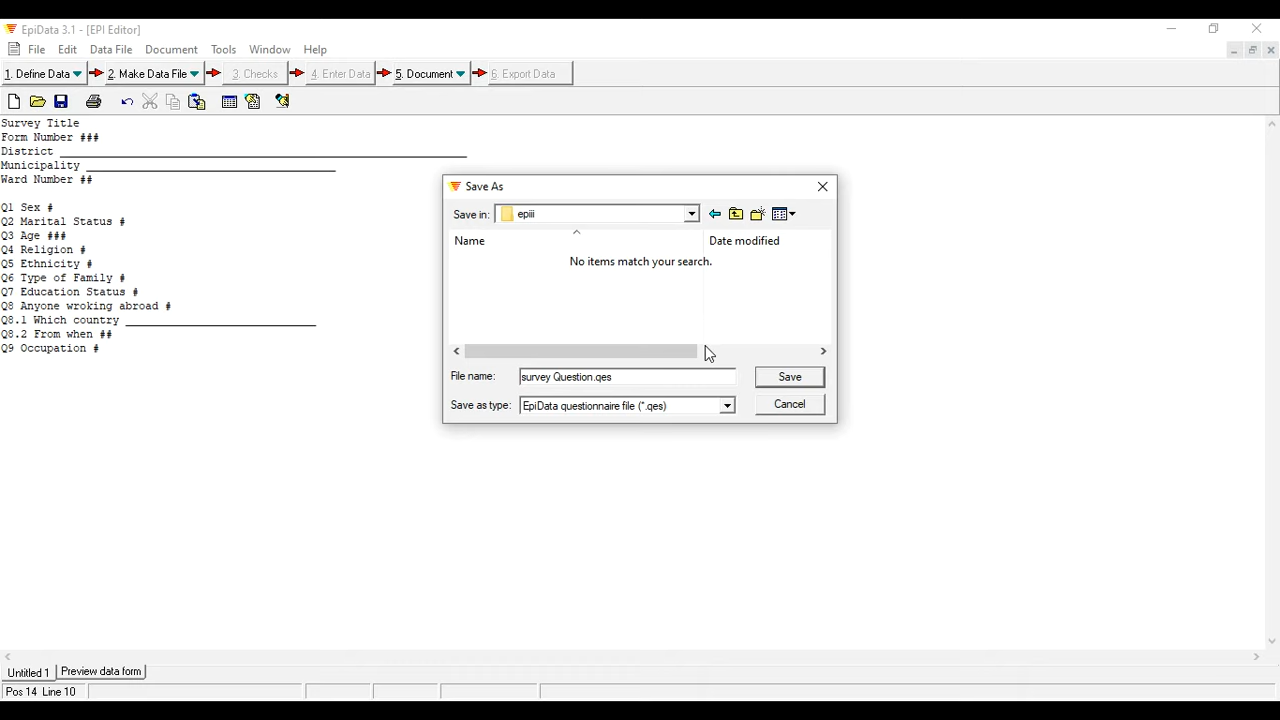 EpiData 3.1 - [EPI Editor]
File Edit Data File Document Tools Window Help
1. Define Data 2. Make Data File 3. Checks 4. Enter Data 5. Document 6. Export Data
Survey Title
Form Number ###
District ______________________________________________________________
Municipality ______________________________________
Ward Number ##
Q1 Sex #
Q2 Marital Status #
Q3 Age ###
Q4 Religion #
Q5 Ethnicity #
Q6 Type of Family #
Q7 Education Status #
Q8 Anyone wroking abroad #
Q8.1 Which country _____________________________
Q8.2 From when ##
Q9 Occupation #
Save As
Save in: epiii
Name Date modified
No items match your search.
File name: survey Question.qes Save
Save as type: EpiData questionnaire file (*.qes) Cancel
Untitled 1 Preview data form
Pos 14 Line 10